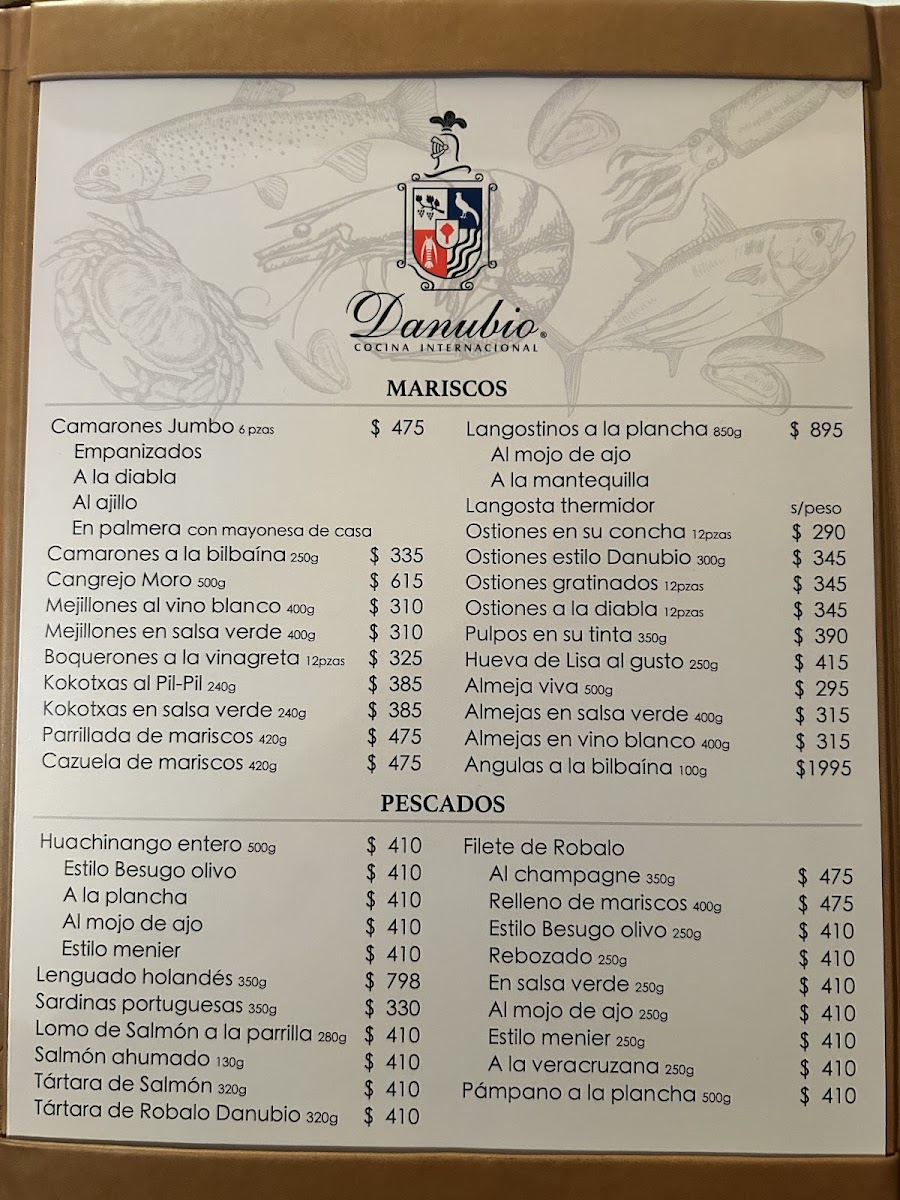 Danubio®
COCINA INTERNACIONAL
MARISCOS
Camarones Jumbo 6 pzas $ 475
Empanizados
A la diabla
Al ajillo
En palmera con mayonesa de casa
Camarones a la bilbaína 250g $ 335
Cangrejo Moro 500g $ 615
Mejillones al vino blanco 400g $ 310
Mejillones en salsa verde 400g $ 310
Boquerones a la vinagreta 12pzas $ 325
Kokotxas al Pil-Pil 240g $ 385
Kokotxas en salsa verde 240g $ 385
Parrillada de mariscos 420g $ 475
Cazuela de mariscos 420g $ 475
Langostinos a la plancha 850g $ 895
Al mojo de ajo
A la mantequilla
Langosta thermidor s/peso
Ostiones en su concha 12pzas $ 290
Ostiones estilo Danubio 300g $ 345
Ostiones gratinados 12pzas $ 345
Ostiones a la diabla 12pzas $ 345
Pulpos en su tinta 350g $ 390
Hueva de Lisa al gusto 250g $ 415
Almeja viva 500g $ 295
Almejas en salsa verde 400g $ 315
Almejas en vino blanco 400g $ 315
Angulas a la bilbaína 100g $1995
PESCADOS
Huachinango entero 500g $ 410
Estilo Besugo olivo $ 410
A la plancha $ 410
Al mojo de ajo $ 410
Estilo menier $ 410
Lenguado holandés 350g $ 798
Sardinas portuguesas 350g $ 330
Lomo de Salmón a la parrilla 280g $ 410
Salmón ahumado 130g $ 410
Tártara de Salmón 320g $ 410
Tártara de Robalo Danubio 320g $ 410
Filete de Robalo
Al champagne 350g $ 475
Relleno de mariscos 400g $ 475
Estilo Besugo olivo 250g $ 410
Rebozado 250g $ 410
En salsa verde 250g $ 410
Al mojo de ajo 250g $ 410
Estilo menier 250g $ 410
A la veracruzana 250g $ 410
Pámpano a la plancha 500g $ 410